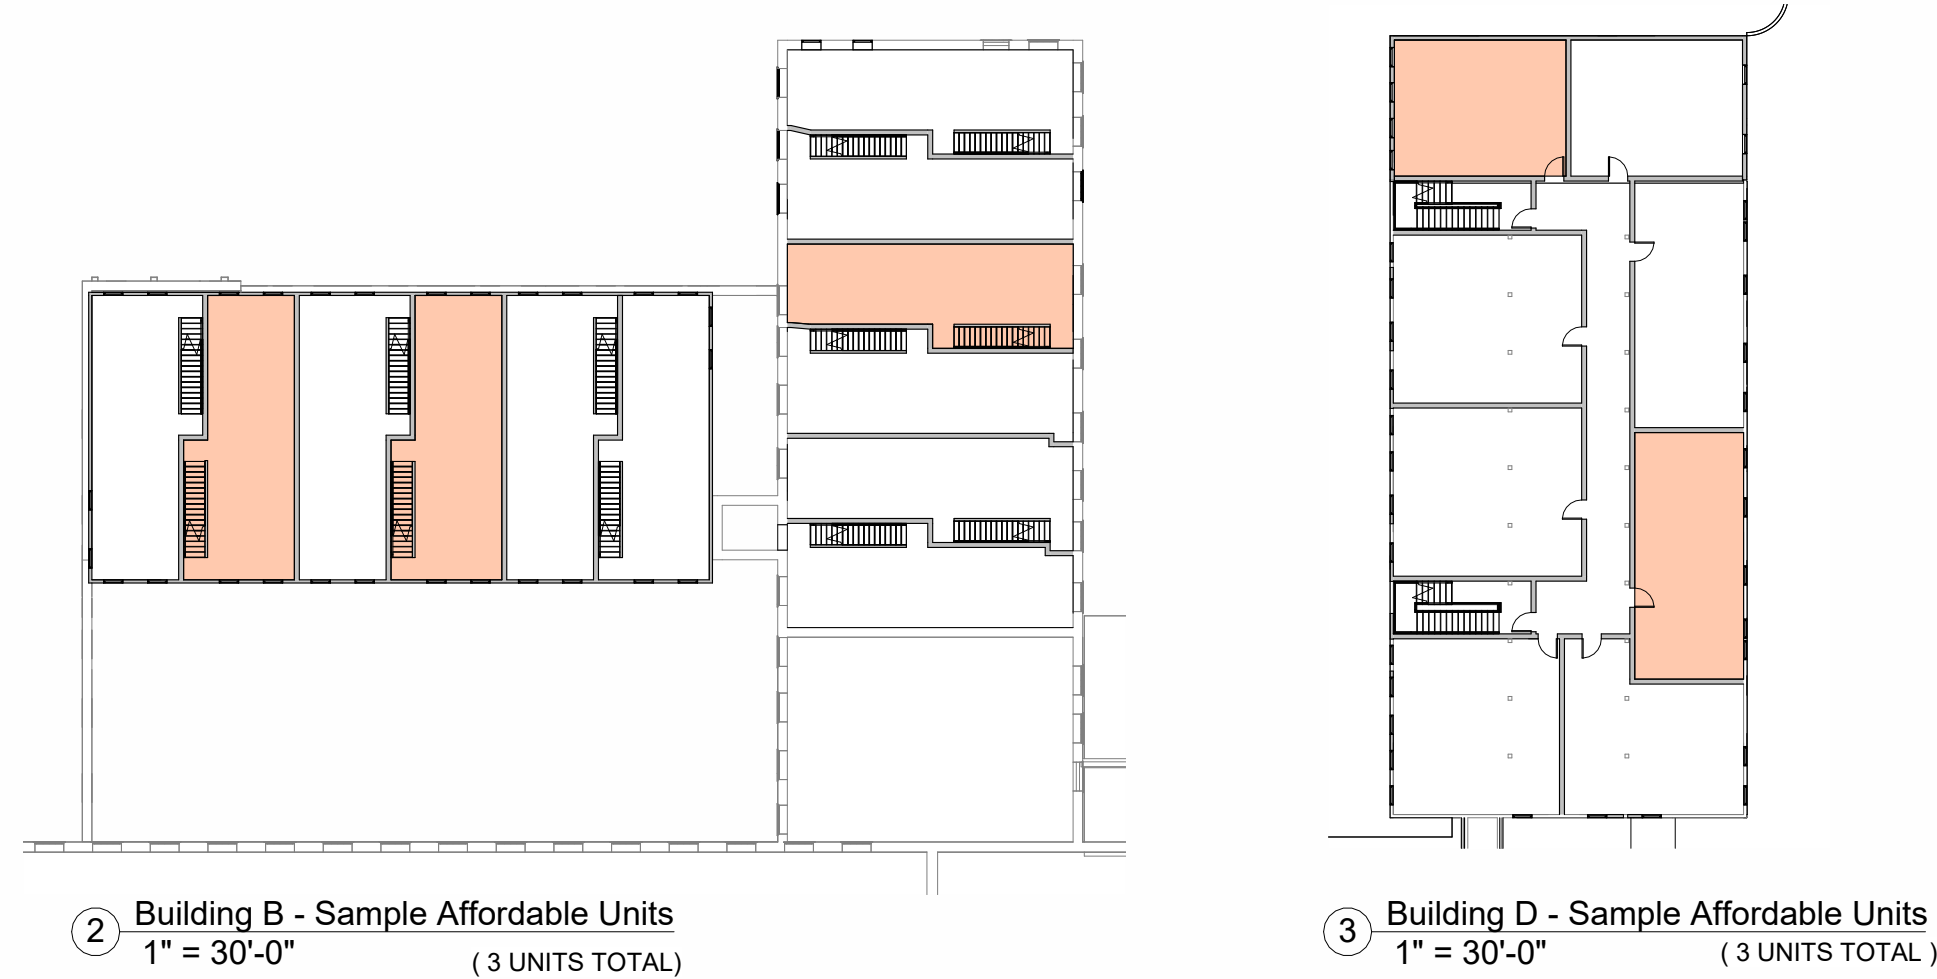 2
Building B - Sample Affordable Units
1" = 30'-0"
( 3 UNITS TOTAL)
3
Building D - Sample Affordable Units
1" = 30'-0"
( 3 UNITS TOTAL )